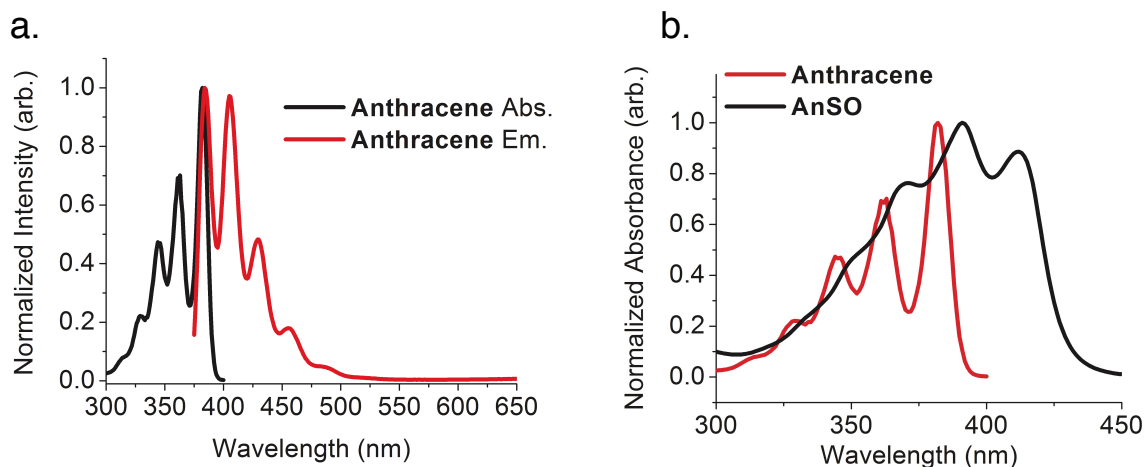 a.
Normalized Intensity (arb.)
1.0
0.8
0.6
0.4
0.2
0.0
Anthracene Abs.
Anthracene Em.
300 350 400 450 500 550 600 650
Wavelength (nm)
b.
Normalized Absorbance (arb.)
Anthracene
AnSO
1.0
0.8
0.6
0.4
0.2
0.0
300 350 400 450
Wavelength (nm)